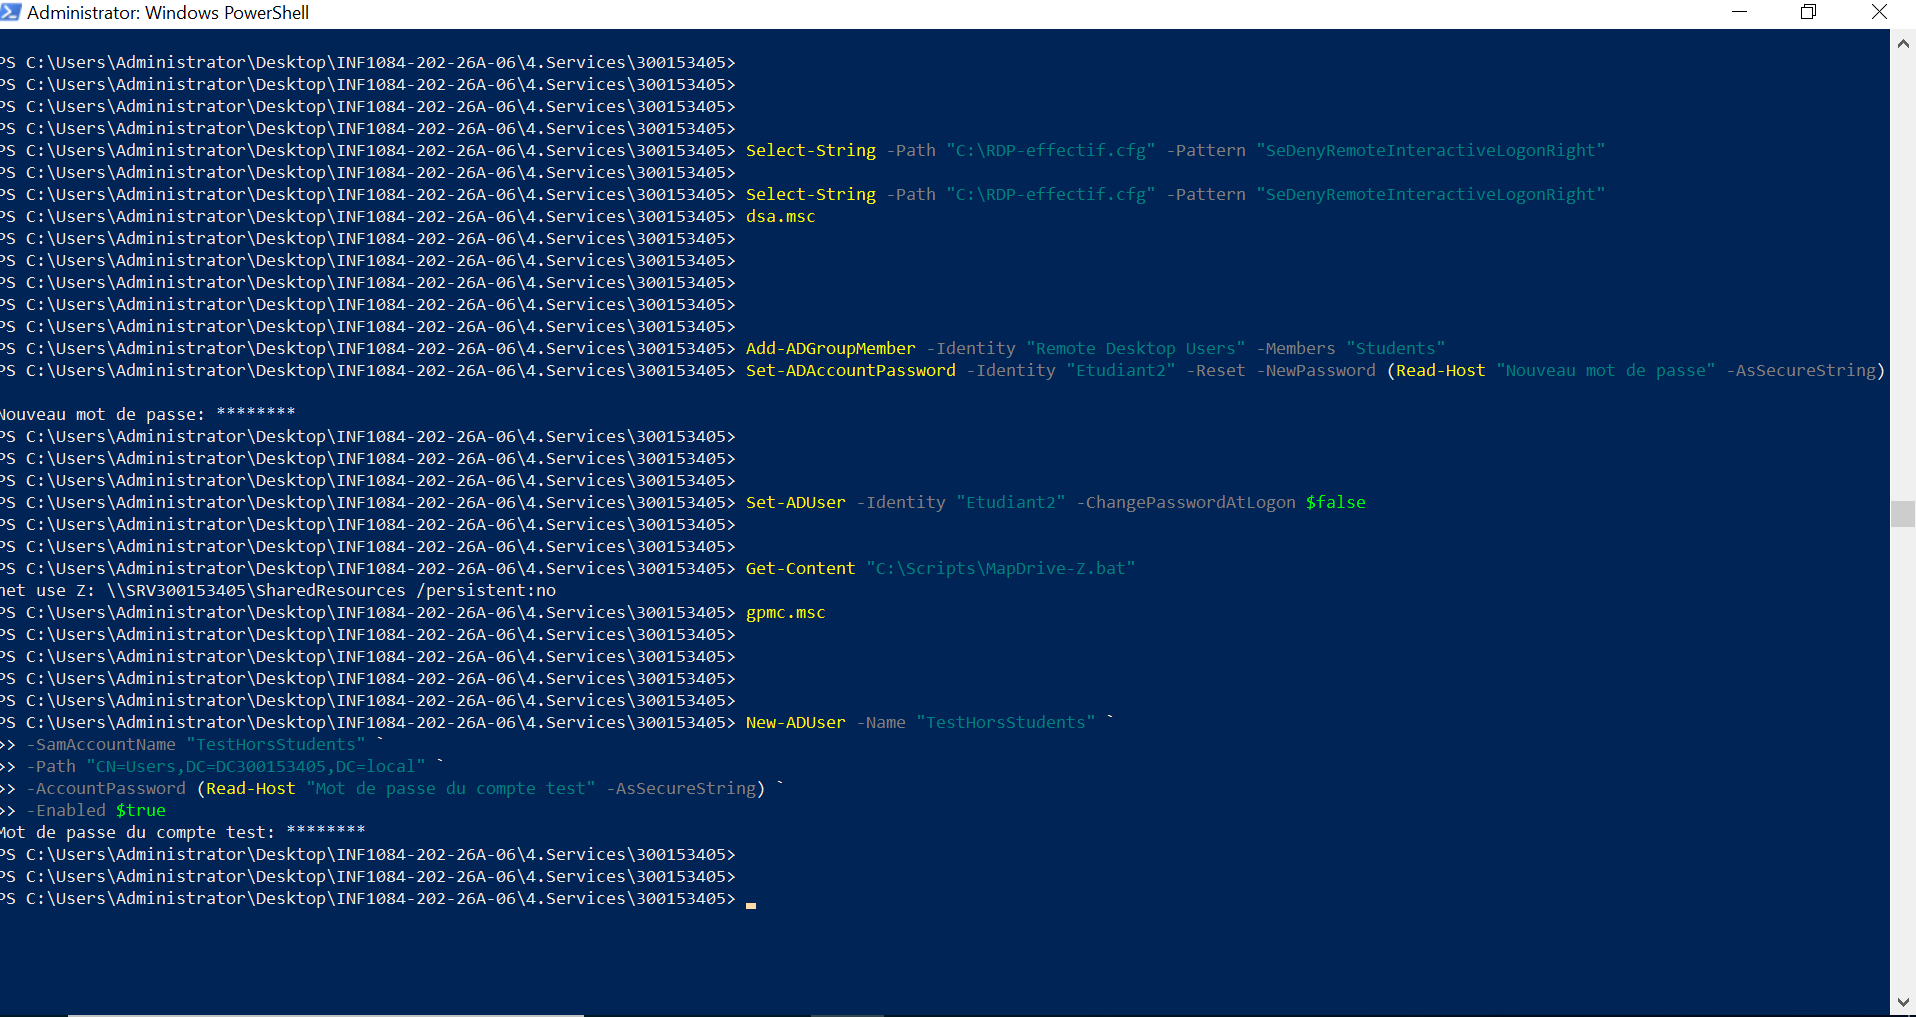 Administrator: Windows PowerShell
PS C:\Users\Administrator\Desktop\INF1084-202-26A-06\4.Services\300153405>
PS C:\Users\Administrator\Desktop\INF1084-202-26A-06\4.Services\300153405>
PS C:\Users\Administrator\Desktop\INF1084-202-26A-06\4.Services\300153405>
PS C:\Users\Administrator\Desktop\INF1084-202-26A-06\4.Services\300153405>
PS C:\Users\Administrator\Desktop\INF1084-202-26A-06\4.Services\300153405> Select-String -Path "C:\RDP-effectif.cfg" -Pattern "SeDenyRemoteInteractiveLogonRight"
PS C:\Users\Administrator\Desktop\INF1084-202-26A-06\4.Services\300153405>
PS C:\Users\Administrator\Desktop\INF1084-202-26A-06\4.Services\300153405> Select-String -Path "C:\RDP-effectif.cfg" -Pattern "SeDenyRemoteInteractiveLogonRight"
PS C:\Users\Administrator\Desktop\INF1084-202-26A-06\4.Services\300153405> dsa.msc
PS C:\Users\Administrator\Desktop\INF1084-202-26A-06\4.Services\300153405>
PS C:\Users\Administrator\Desktop\INF1084-202-26A-06\4.Services\300153405>
PS C:\Users\Administrator\Desktop\INF1084-202-26A-06\4.Services\300153405>
PS C:\Users\Administrator\Desktop\INF1084-202-26A-06\4.Services\300153405>
PS C:\Users\Administrator\Desktop\INF1084-202-26A-06\4.Services\300153405>
PS C:\Users\Administrator\Desktop\INF1084-202-26A-06\4.Services\300153405> Add-ADGroupMember -Identity "Remote Desktop Users" -Members "Students"
PS C:\Users\Administrator\Desktop\INF1084-202-26A-06\4.Services\300153405> Set-ADAccountPassword -Identity "Etudiant2" -Reset -NewPassword (Read-Host "Nouveau mot de passe" -AsSecureString)
Nouveau mot de passe: ********
PS C:\Users\Administrator\Desktop\INF1084-202-26A-06\4.Services\300153405>
PS C:\Users\Administrator\Desktop\INF1084-202-26A-06\4.Services\300153405>
PS C:\Users\Administrator\Desktop\INF1084-202-26A-06\4.Services\300153405>
PS C:\Users\Administrator\Desktop\INF1084-202-26A-06\4.Services\300153405> Set-ADUser -Identity "Etudiant2" -ChangePasswordAtLogon $false
PS C:\Users\Administrator\Desktop\INF1084-202-26A-06\4.Services\300153405>
PS C:\Users\Administrator\Desktop\INF1084-202-26A-06\4.Services\300153405>
PS C:\Users\Administrator\Desktop\INF1084-202-26A-06\4.Services\300153405> Get-Content "C:\Scripts\MapDrive-Z.bat"
net use Z: \\SRV300153405\SharedResources /persistent:no
PS C:\Users\Administrator\Desktop\INF1084-202-26A-06\4.Services\300153405> gpmc.msc
PS C:\Users\Administrator\Desktop\INF1084-202-26A-06\4.Services\300153405>
PS C:\Users\Administrator\Desktop\INF1084-202-26A-06\4.Services\300153405>
PS C:\Users\Administrator\Desktop\INF1084-202-26A-06\4.Services\300153405>
PS C:\Users\Administrator\Desktop\INF1084-202-26A-06\4.Services\300153405>
PS C:\Users\Administrator\Desktop\INF1084-202-26A-06\4.Services\300153405> New-ADUser -Name "TestHorsStudents" `
>> -SamAccountName "TestHorsStudents" `
>> -Path "CN=Users,DC=DC300153405,DC=local" `
>> -AccountPassword (Read-Host "Mot de passe du compte test" -AsSecureString) `
>> -Enabled $true
Mot de passe du compte test: ********
PS C:\Users\Administrator\Desktop\INF1084-202-26A-06\4.Services\300153405>
PS C:\Users\Administrator\Desktop\INF1084-202-26A-06\4.Services\300153405>
PS C:\Users\Administrator\Desktop\INF1084-202-26A-06\4.Services\300153405>